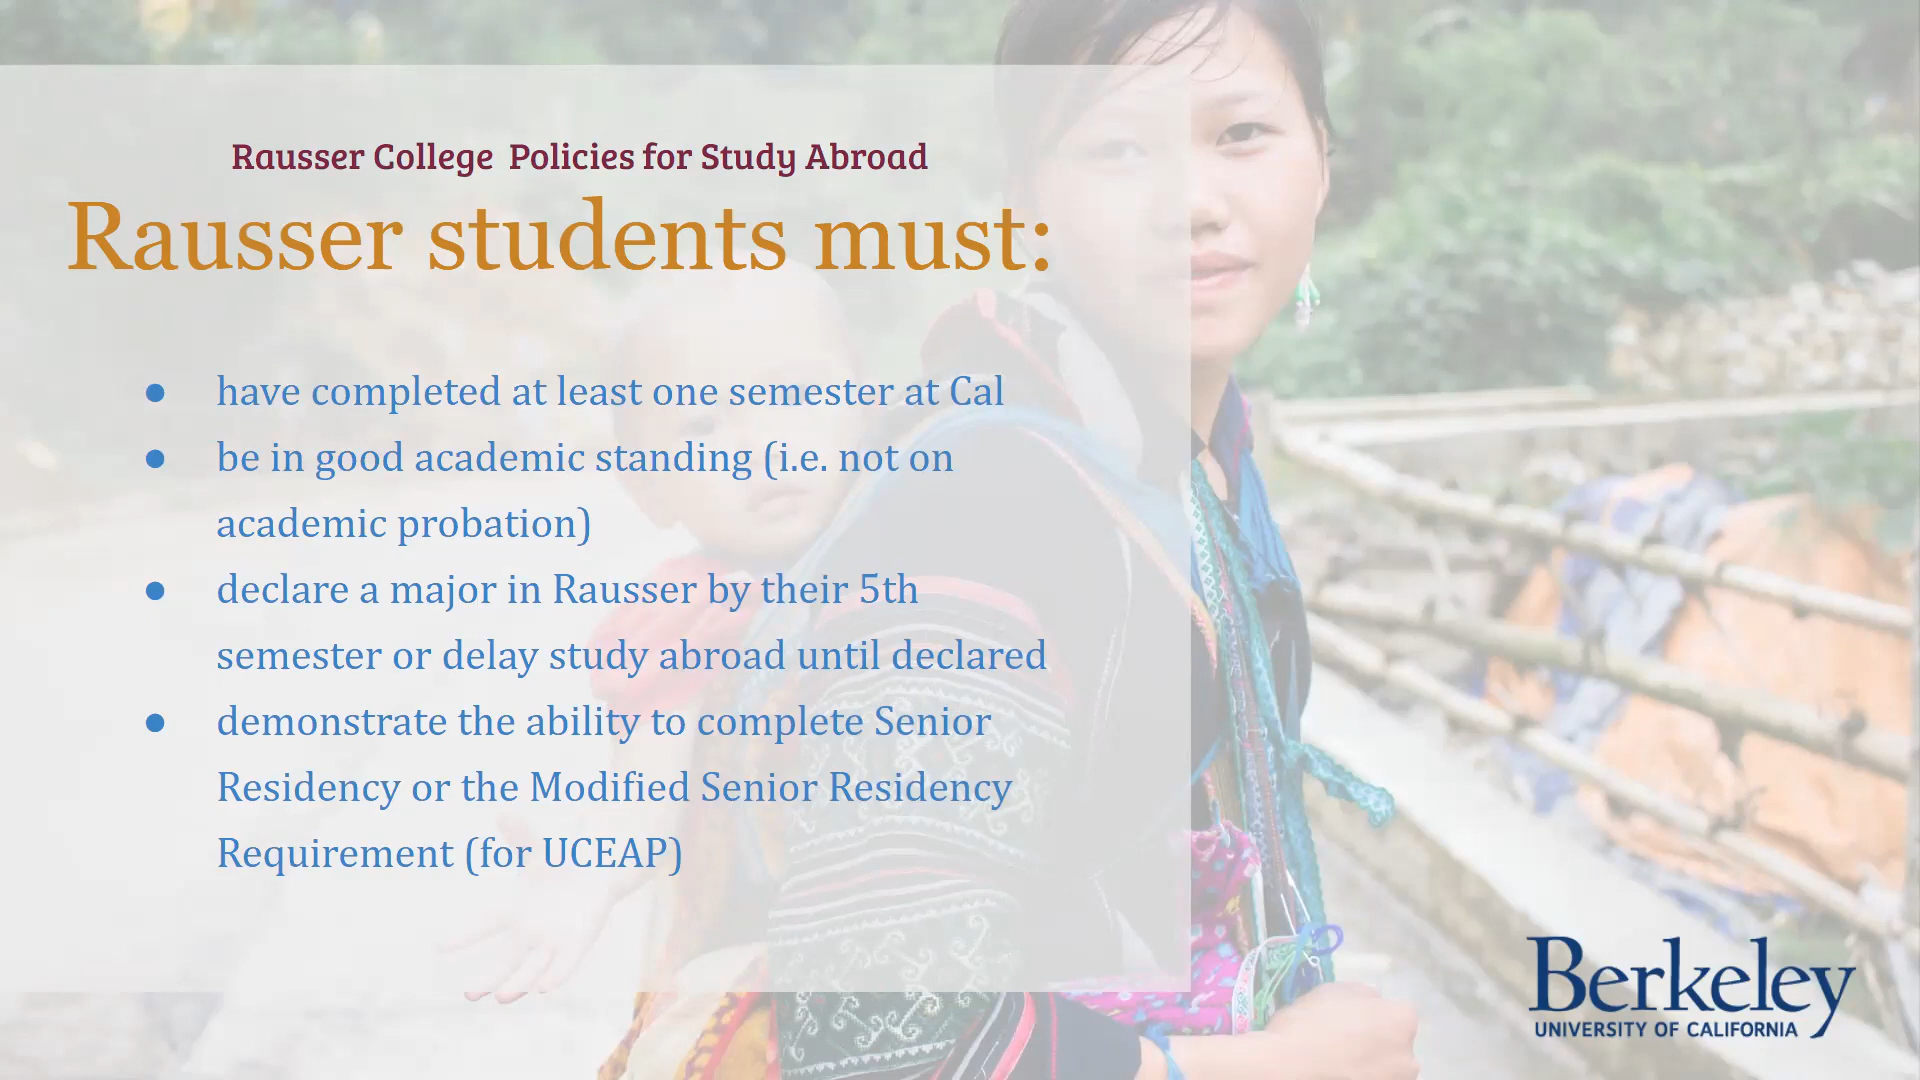 Rausser College Policies for Study Abroad
Rausser students must:
● have completed at least one semester at Cal
● be in good academic standing (i.e. not on
academic probation)
● declare a major in Rausser by their 5th
semester or delay study abroad until declared
● demonstrate the ability to complete Senior
Residency or the Modified Senior Residency
Requirement (for UCEAP)
Berkeley
UNIVERSITY OF CALIFORNIA